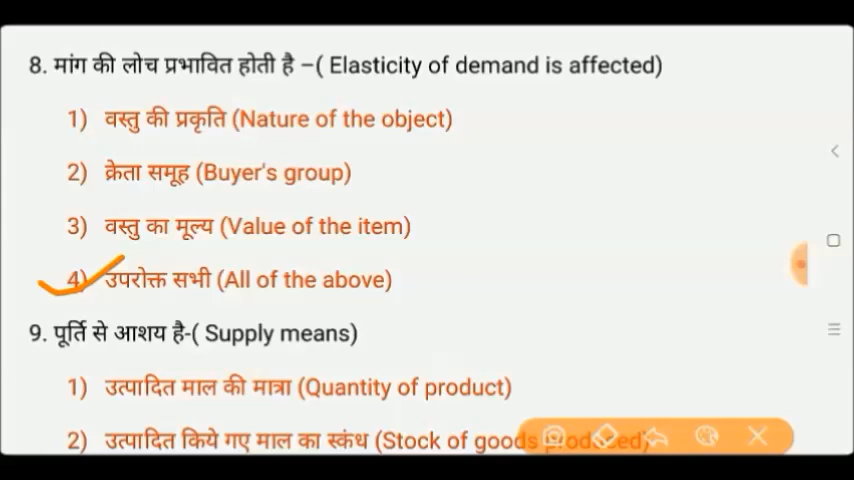 8. मांग की लोच प्रभावित होती है –( Elasticity of demand is affected)
1) वस्तु की प्रकृति (Nature of the object)
2) क्रेता समूह (Buyer's group)
3) वस्तु का मूल्य (Value of the item)
4) उपरोक्त सभी (All of the above)
9. पूर्ति से आशय है-( Supply means)
1) उत्पादित माल की मात्रा (Quantity of product)
2) उत्पादित किये गए माल का स्कंध (Stock of goods produced)